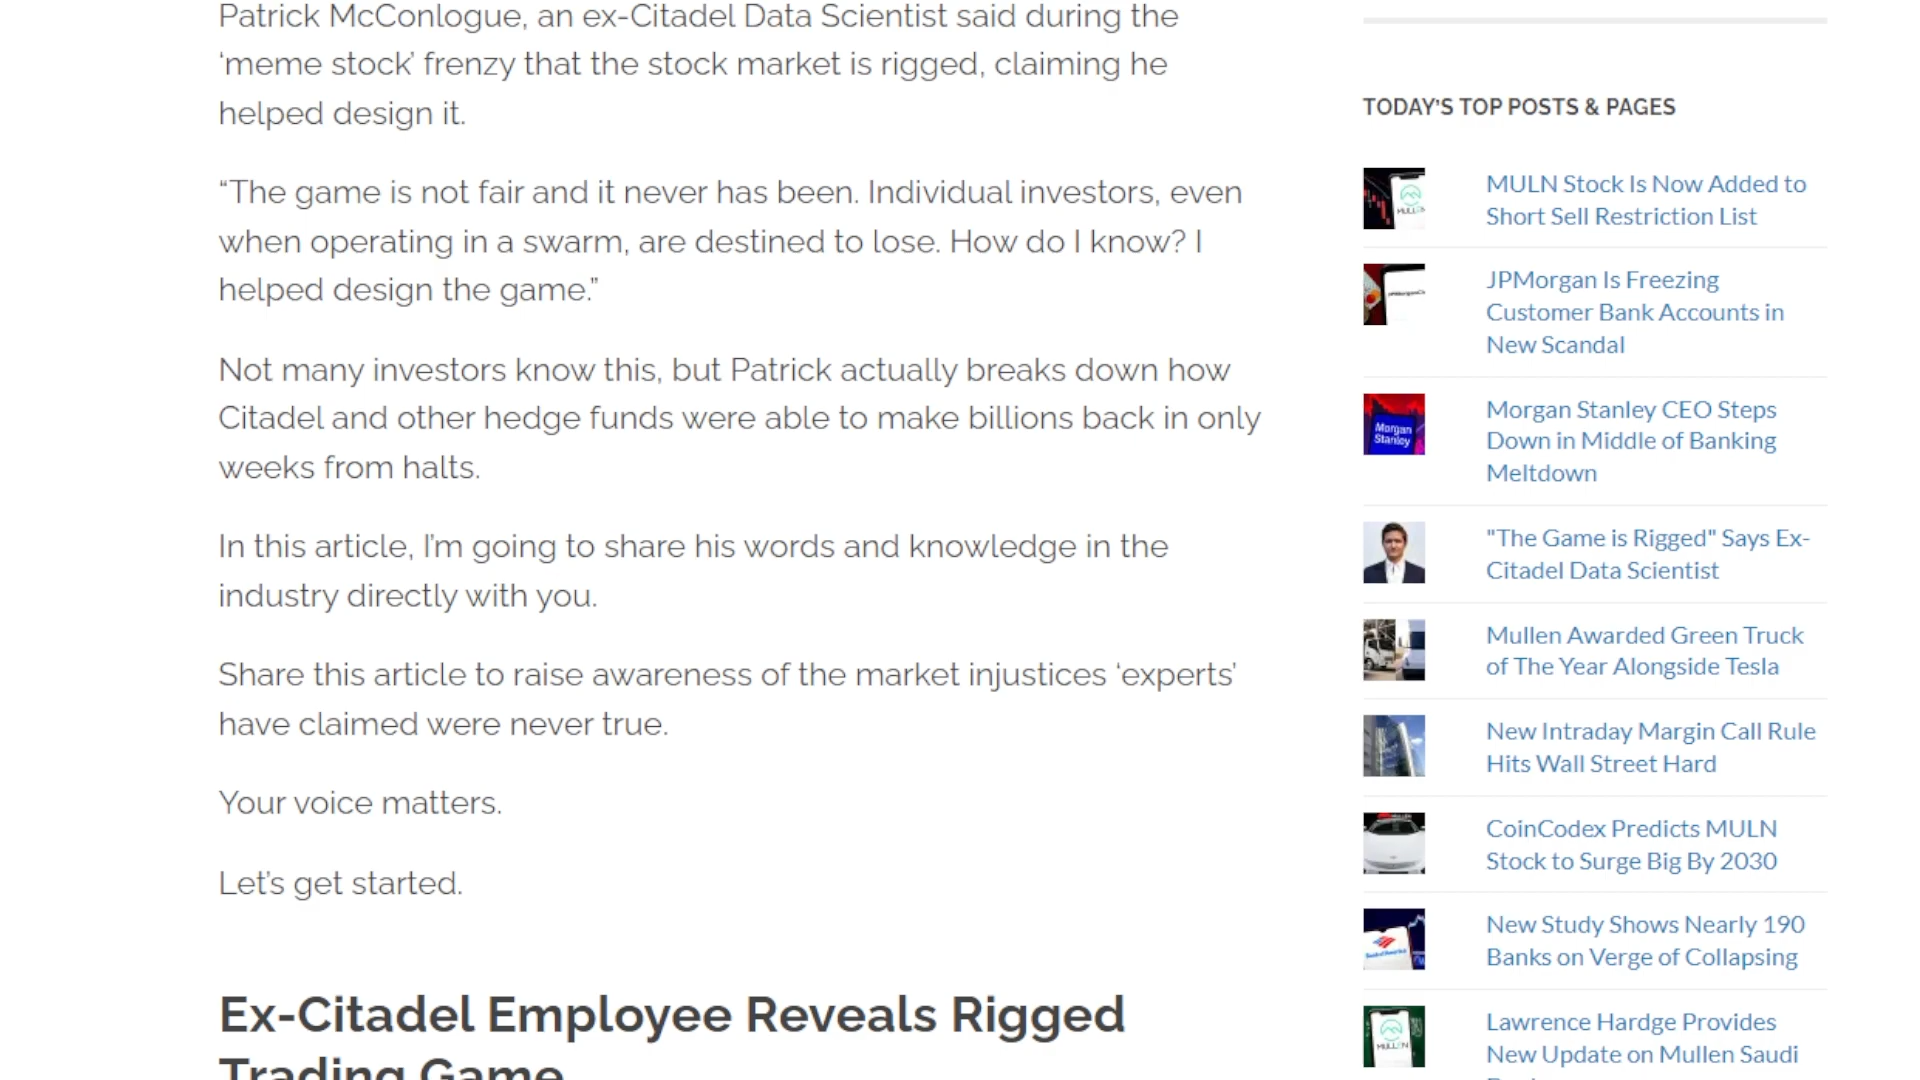 Patrick McConlogue, an ex-Citadel Data Scientist said during the
‘meme stock’ frenzy that the stock market is rigged, claiming he
helped design it.
“The game is not fair and it never has been. Individual investors, even
when operating in a swarm, are destined to lose. How do I know? I
helped design the game.”
Not many investors know this, but Patrick actually breaks down how
Citadel and other hedge funds were able to make billions back in only
weeks from halts.
In this article, I’m going to share his words and knowledge in the
industry directly with you.
Share this article to raise awareness of the market injustices ‘experts’
have claimed were never true.
Your voice matters.
Let’s get started.
Ex-Citadel Employee Reveals Rigged
Trading Game
TODAY’S TOP POSTS & PAGES
MULN Stock Is Now Added to
Short Sell Restriction List
JPMorgan Is Freezing
Customer Bank Accounts in
New Scandal
Morgan
Stanley
Morgan Stanley CEO Steps
Down in Middle of Banking
Meltdown
"The Game is Rigged" Says Ex-
Citadel Data Scientist
Mullen Awarded Green Truck
of The Year Alongside Tesla
New Intraday Margin Call Rule
Hits Wall Street Hard
CoinCodex Predicts MULN
Stock to Surge Big By 2030
New Study Shows Nearly 190
Banks on Verge of Collapsing
MULLEN
Lawrence Hardge Provides
New Update on Mullen Saudi